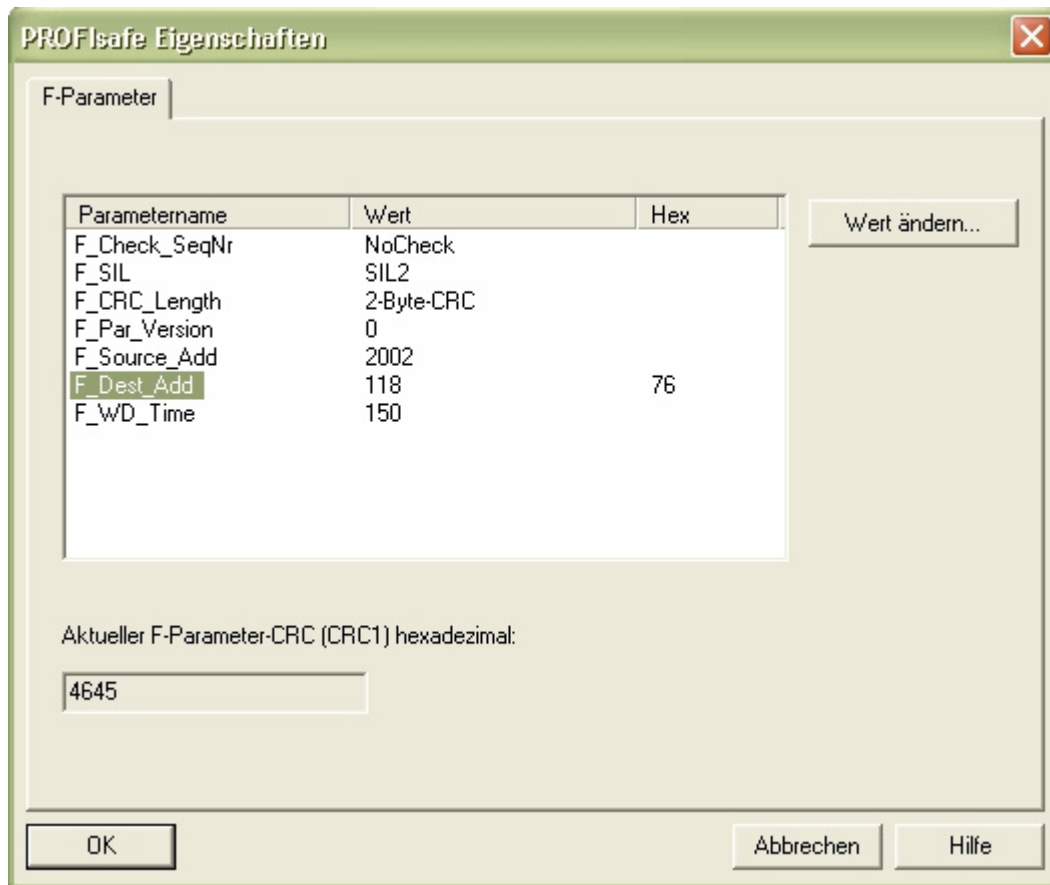 PROFIsafe Eigenschaften
F-Parameter
Parametername Wert Hex
F_Check_SeqNr NoCheck
F_SIL SIL2
F_CRC_Length 2-Byte-CRC
F_Par_Version 0
F_Source_Add 2002
F_Dest_Add 118 76
F_WD_Time 150
Wert ändern...
Aktueller F-Parameter-CRC (CRC1) hexadezimal:
4645
OK Abbrechen Hilfe